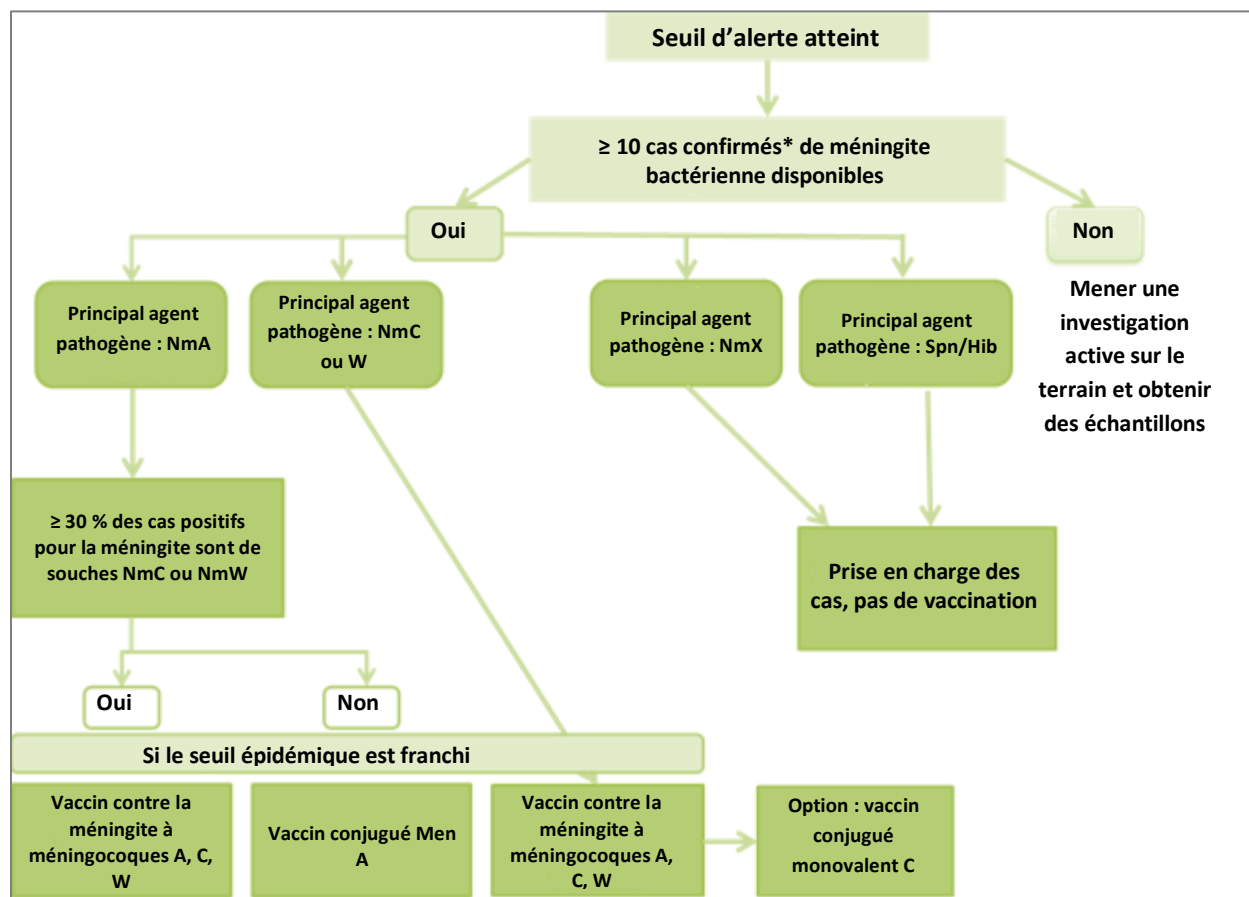 Seuil d'alerte atteint
≥ 10 cas confirmés* de méningite
bactérienne disponibles
Oui
Non
Principal agent
pathogène : NmA
Principal agent
pathogène : NmC
ou W
Principal agent
pathogène : NmX
Principal agent
pathogène : Spn/Hib
Mener une
investigation
active sur le
terrain et obtenir
des échantillons
≥ 30 % des cas positifs
pour la méningite sont de
souches NmC ou NmW
Prise en charge des
cas, pas de vaccination
Oui
Non
Si le seuil épidémique est franchi
Vaccin contre la
méningite à
méningocoques A, C,
W
Vaccin conjugué Men
A
Vaccin contre la
méningite à
méningocoques A,
C, W
Option : vaccin
conjugué
monovalent C